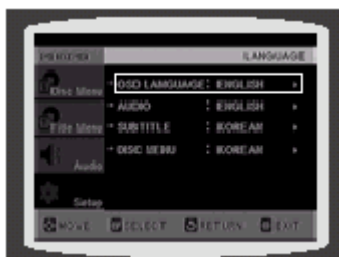 LANGUAGE
Disc Menu
OSD LANGUAGE : ENGLISH
AUDIO : ENGLISH
Title Menu
SUBTITLE : KOREAN
DISC MENU : KOREAN
Audio
Setup
MOVE SELECT RETURN EXIT